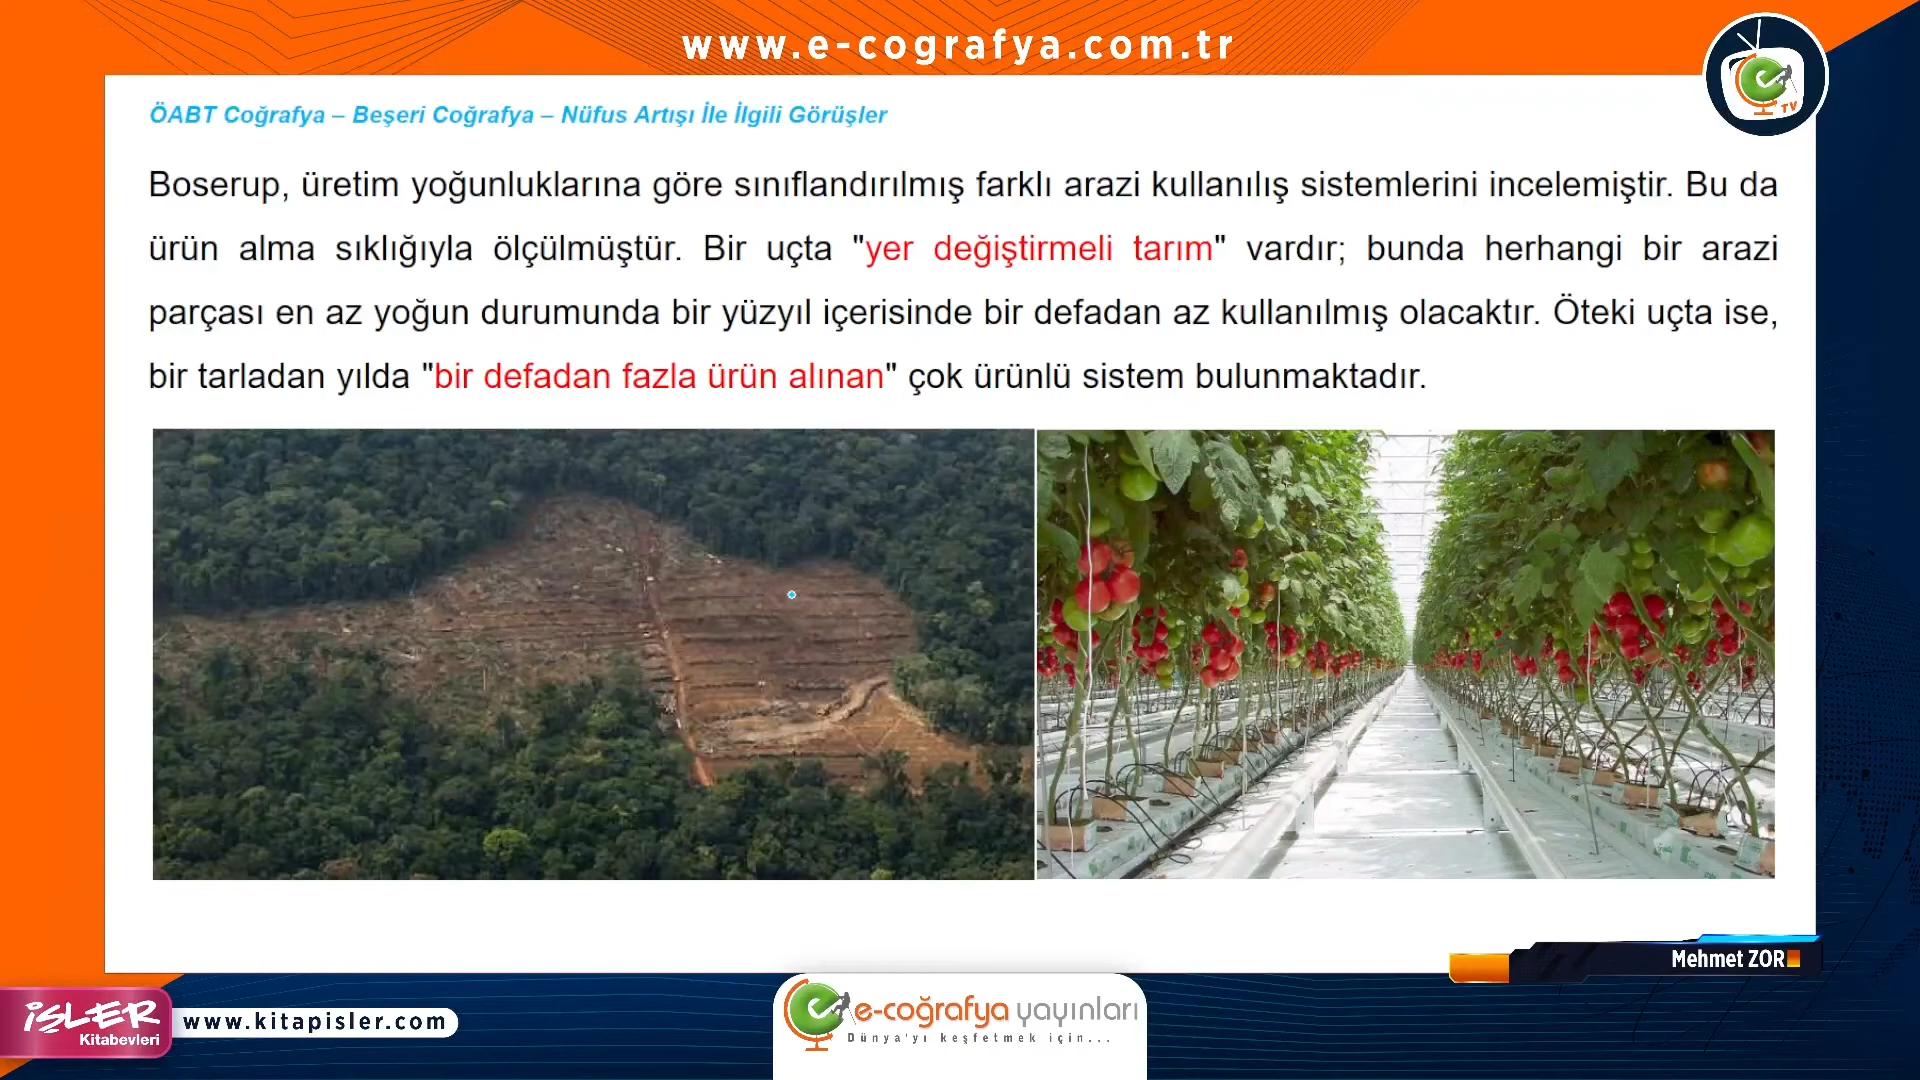 www.e-cografya.com.tr
TV
ÖABT Coğrafya – Beşeri Coğrafya – Nüfus Artışı İle İlgili Görüşler
Boserup, üretim yoğunluklarına göre sınıflandırılmış farklı arazi kullanılış sistemlerini incelemiştir. Bu da
ürün alma sıklığıyla ölçülmüştür. Bir uçta "yer değiştirmeli tarım" vardır; bunda herhangi bir arazi
parçası en az yoğun durumunda bir yüzyıl içerisinde bir defadan az kullanılmış olacaktır. Öteki uçta ise,
bir tarladan yılda "bir defadan fazla ürün alınan" çok ürünlü sistem bulunmaktadır.
Mehmet ZOR
işLER
Kitabevleri
www.kitapisler.com
e-coğrafya yayınları
Dünya'yı keşfetmek için...